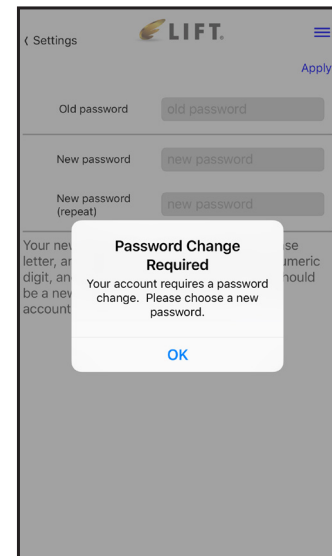 < Settings
LIFT.
Apply
Old password
old password
New password
new password
New password
(repeat)
new password
Your new
se
letter, an
umeric
digit, and
hould
be a new
account
Password Change
Required
Your account requires a password
change. Please choose a new
password.
OK